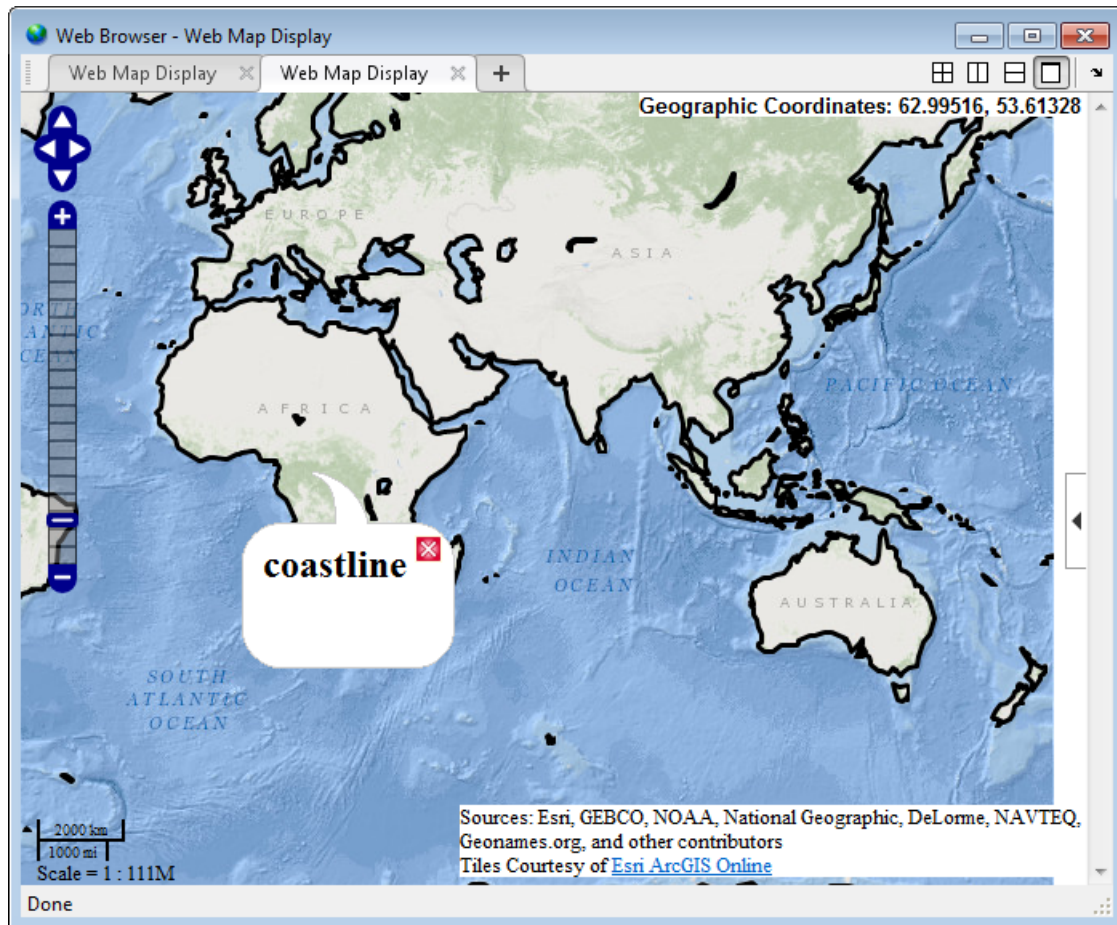 Web Browser - Web Map Display
Web Map Display
Web Map Display
Geographic Coordinates: 62.99516, 53.61328
EUROPE
ASIA
ANTIC
OCEAN
PACIFIC OCEAN
AFRICA
coastline
INDIAN
OCEAN
AUSTRALIA
SOUTH
ATLANTIC
OCEAN
2000 km
1000 mi
Scale = 1 : 111M
Sources: Esri, GEBCO, NOAA, National Geographic, DeLorme, NAVTEQ,
Geonames.org, and other contributors
Tiles Courtesy of Esri ArcGIS Online
Done